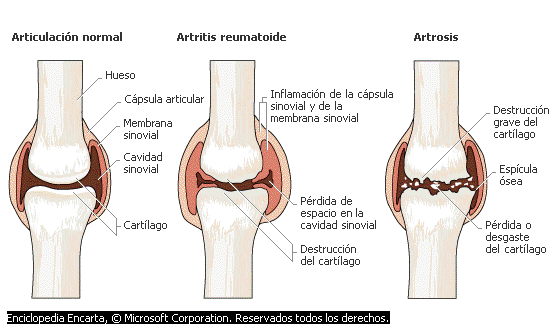 Articulación normal
Artritis reumatoide
Artrosis
Hueso
Cápsula articular
Membrana
sinovial
Cavidad
sinovial
Cartílago
Inflamación de la cápsula
sinovial y de la
membrana sinovial
Pérdida de
espacio en la
cavidad sinovial
Destrucción
del cartílago
Destrucción
grave del
cartílago
Espícula
ósea
Pérdida o
desgaste
del cartílago
Enciclopedia Encarta, © Microsoft Corporation. Reservados todos los derechos.